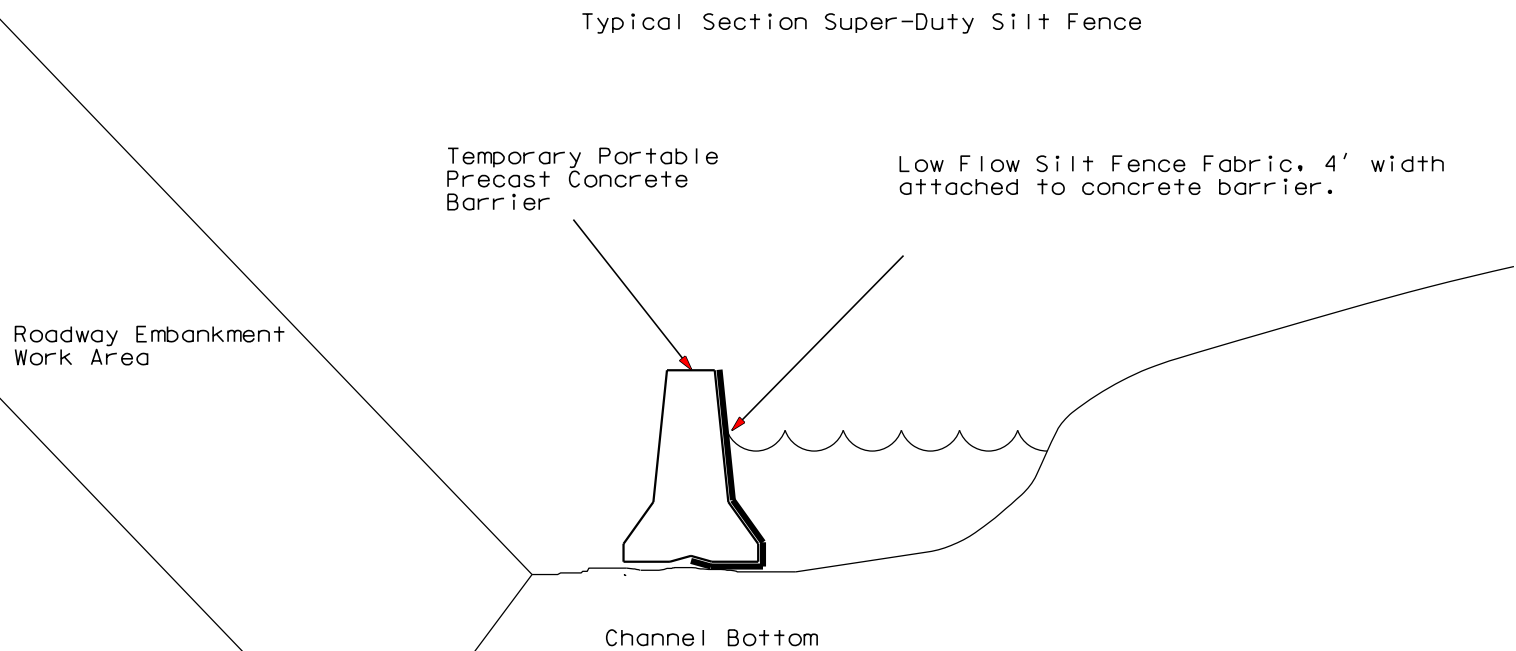 Typical Section Super-Duty Silt Fence
Temporary Portable
Precast Concrete
Barrier
Low Flow Silt Fence Fabric, 4' width
attached to concrete barrier.
Roadway Embankment
Work Area
Channel Bottom